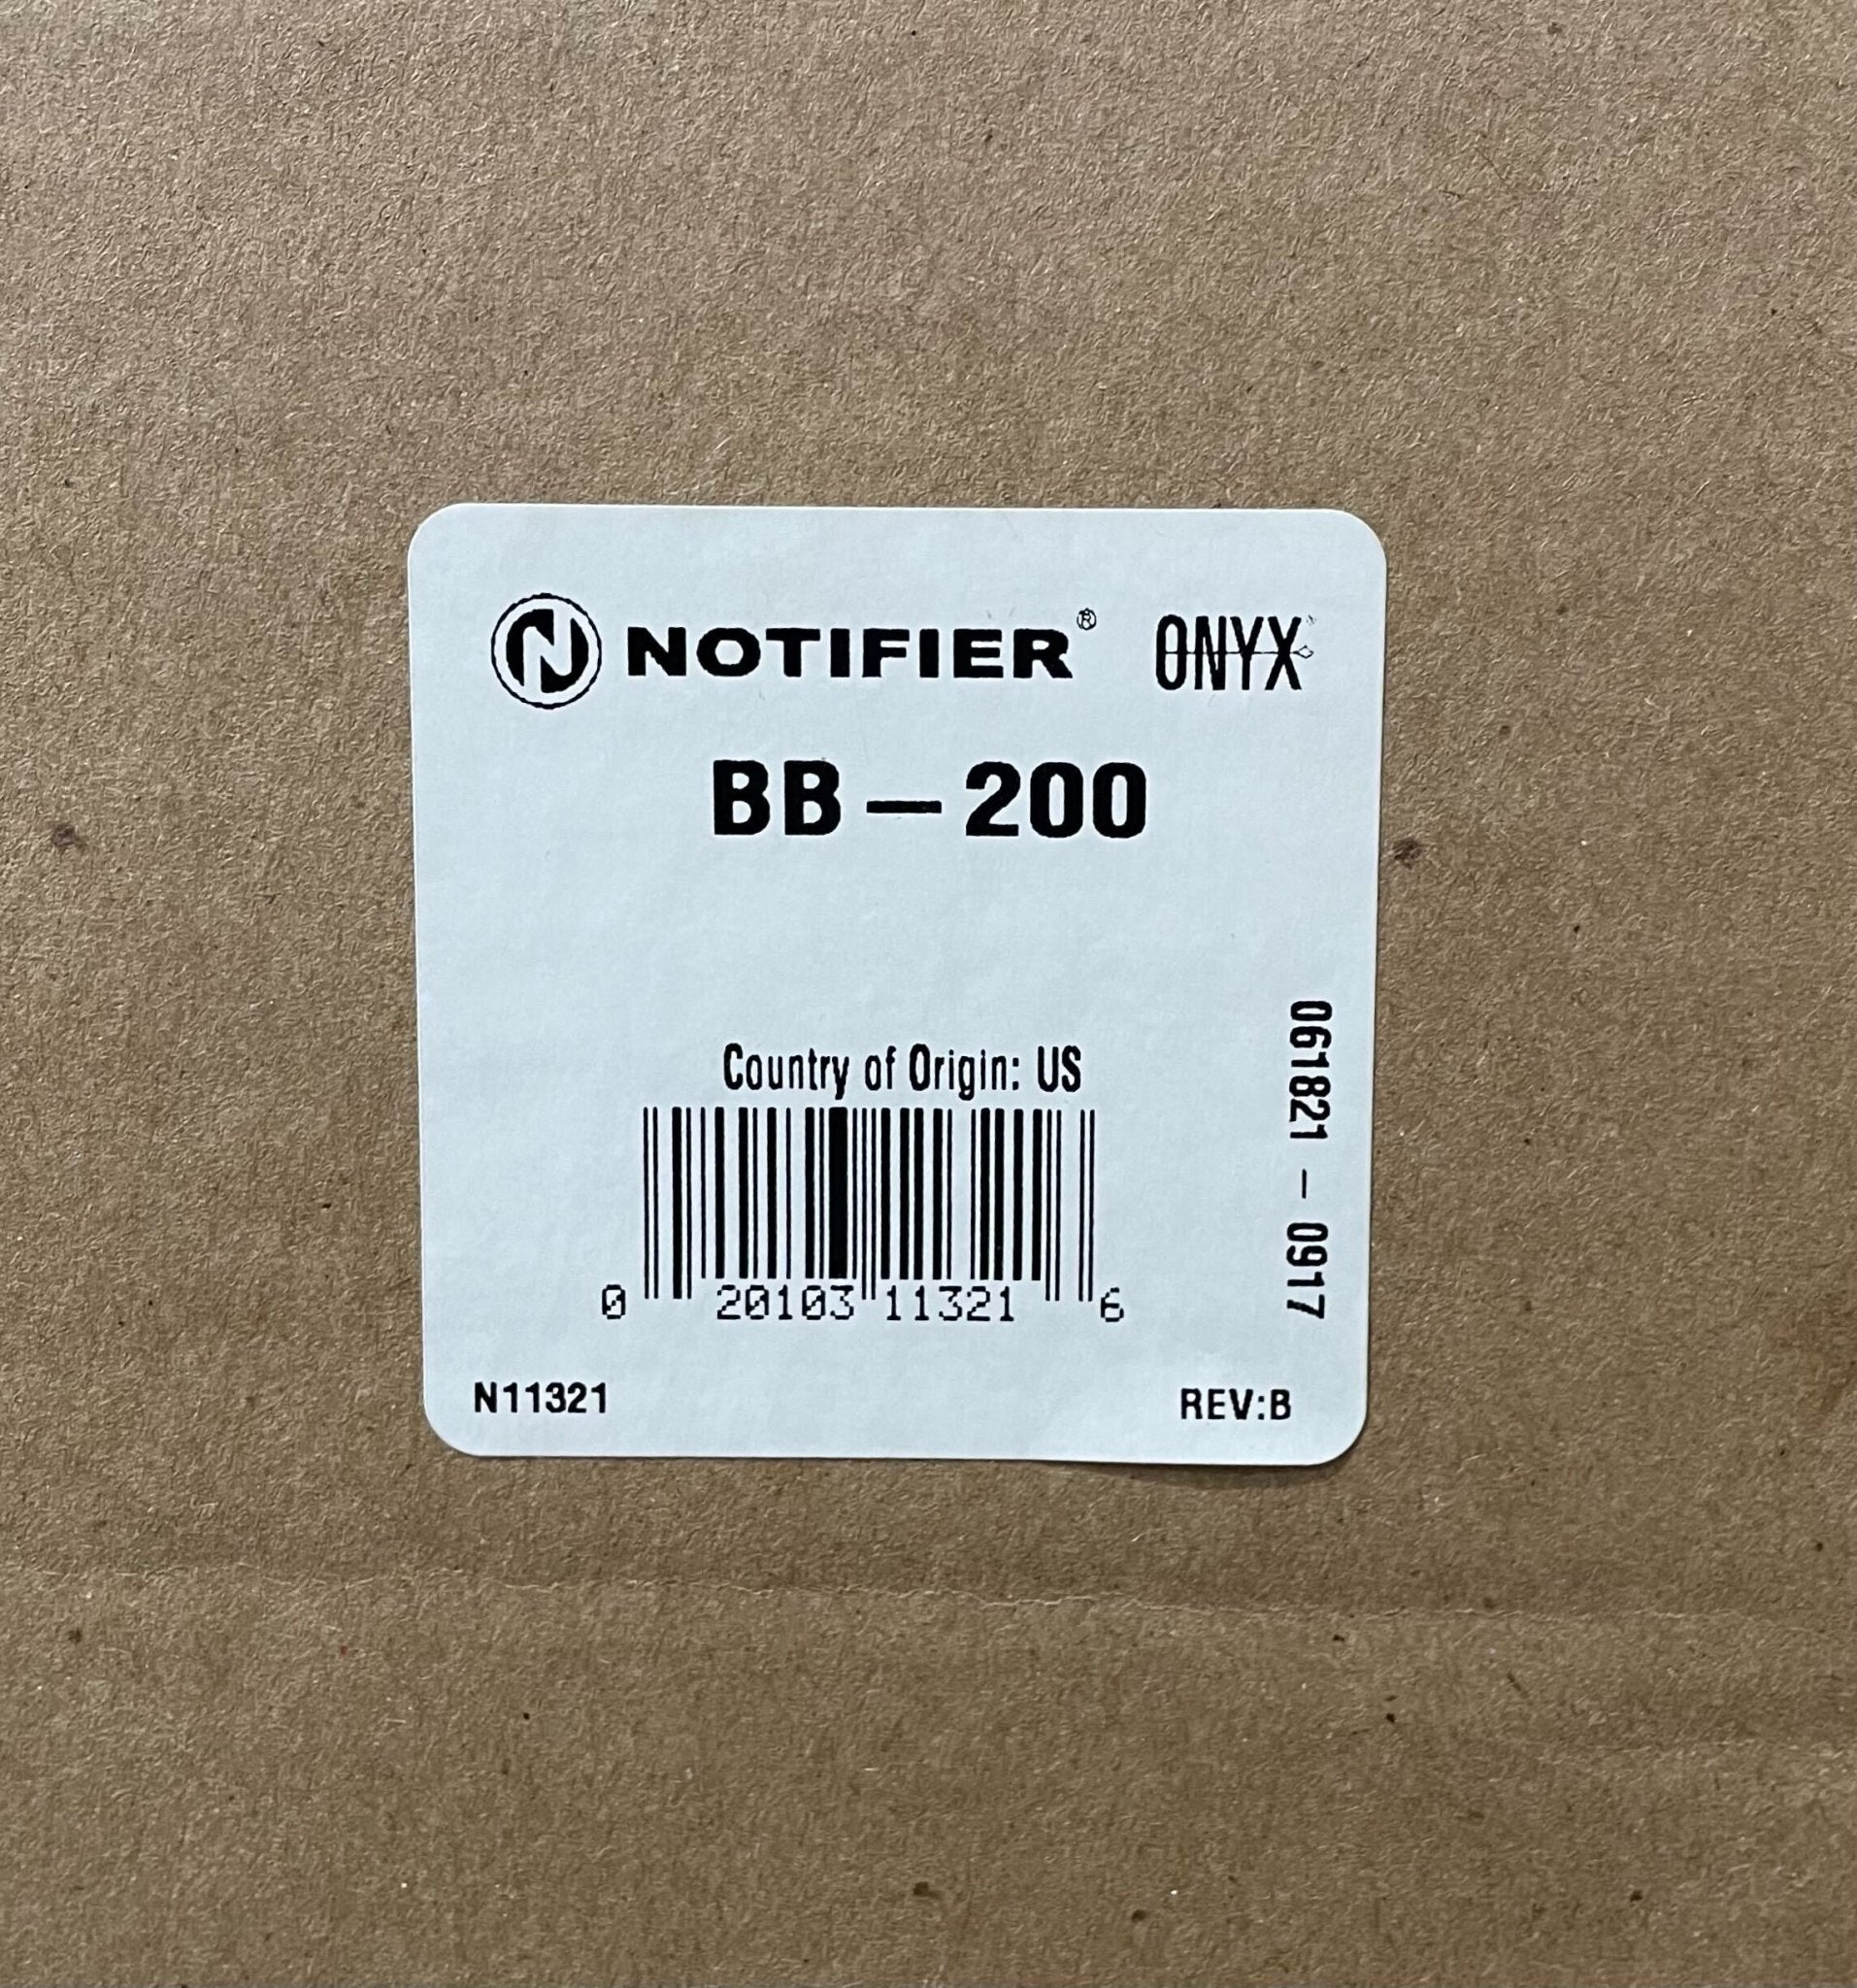 NOTIFIER® ONYX
BB-200
Country of Origin: US
0 20103 11321 6
061821 - 0917
N11321
REV:B